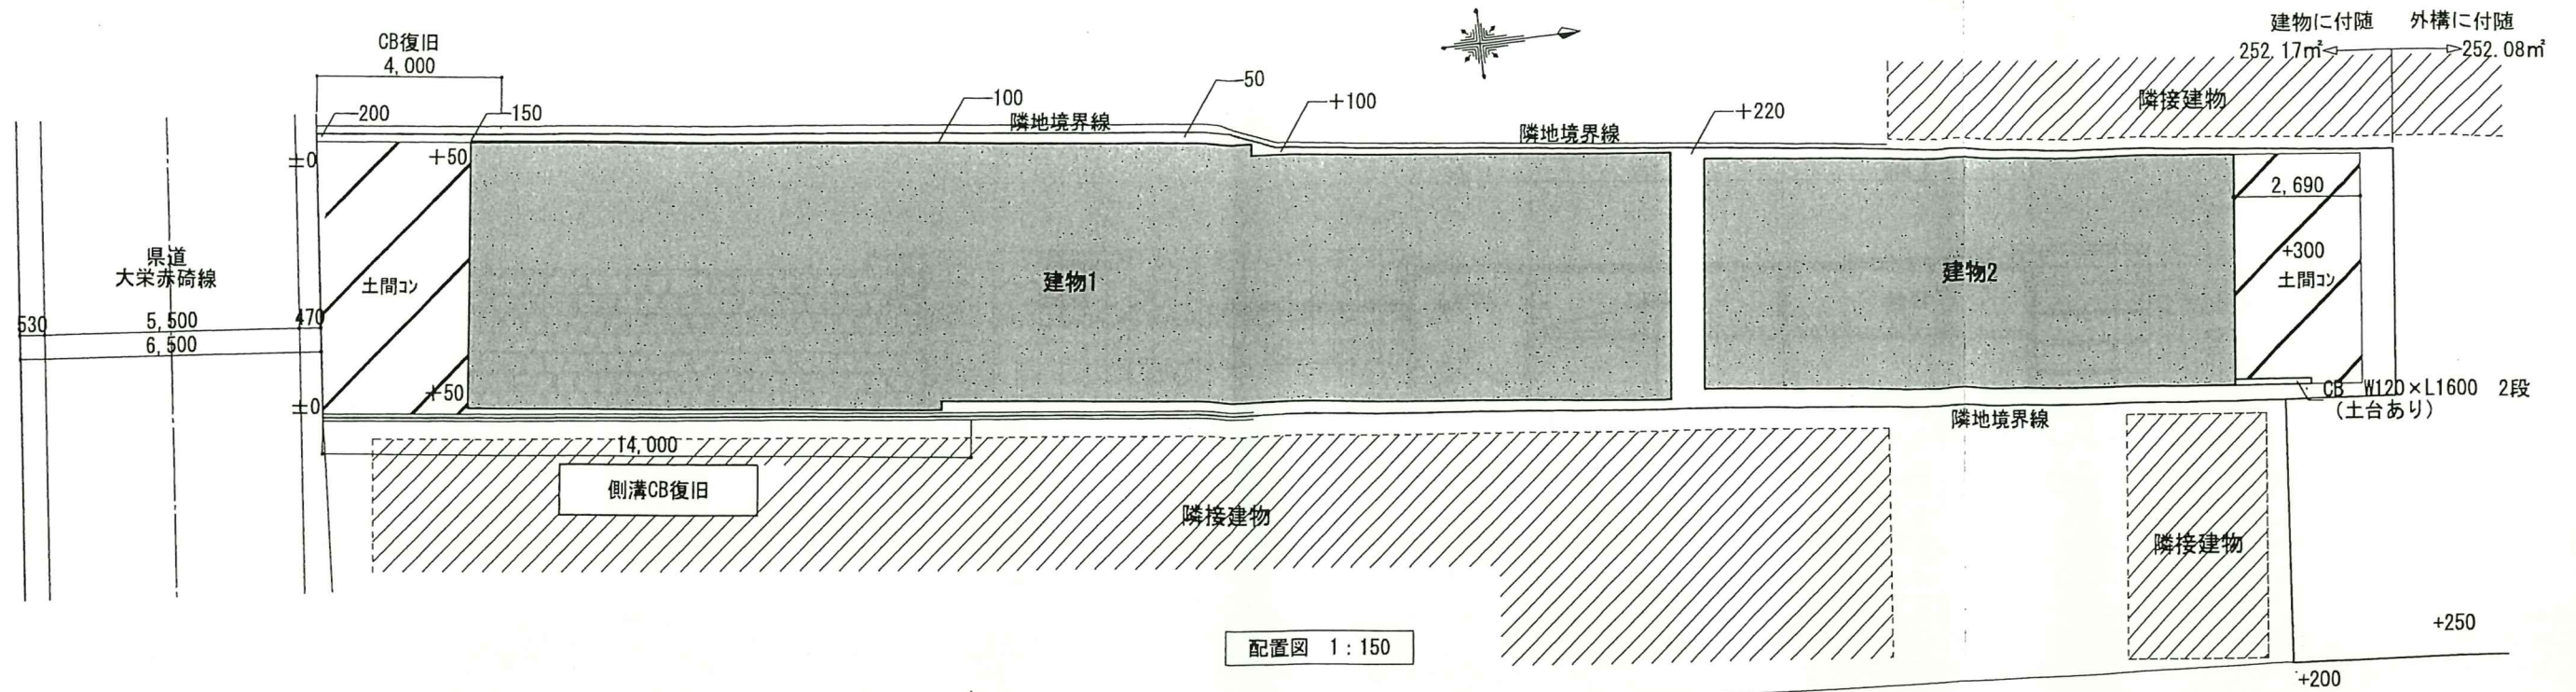 建物に付随　外構に付随
252.17㎡ 252.08㎡
CB復旧
4,000
-200
-150
-100
隣地境界線
-50
+100
隣地境界線
+220
隣接建物
±0
+50
2,690
県道
大栄赤碕線
土間コン
建物1
建物2
+300
土間コン
530
5,500
470
6,500
±0
+50
CB W120×L1600 2段
(土台あり)
隣地境界線
14,000
側溝CB復旧
隣接建物
隣接建物
配置図 1:150
+250
+200